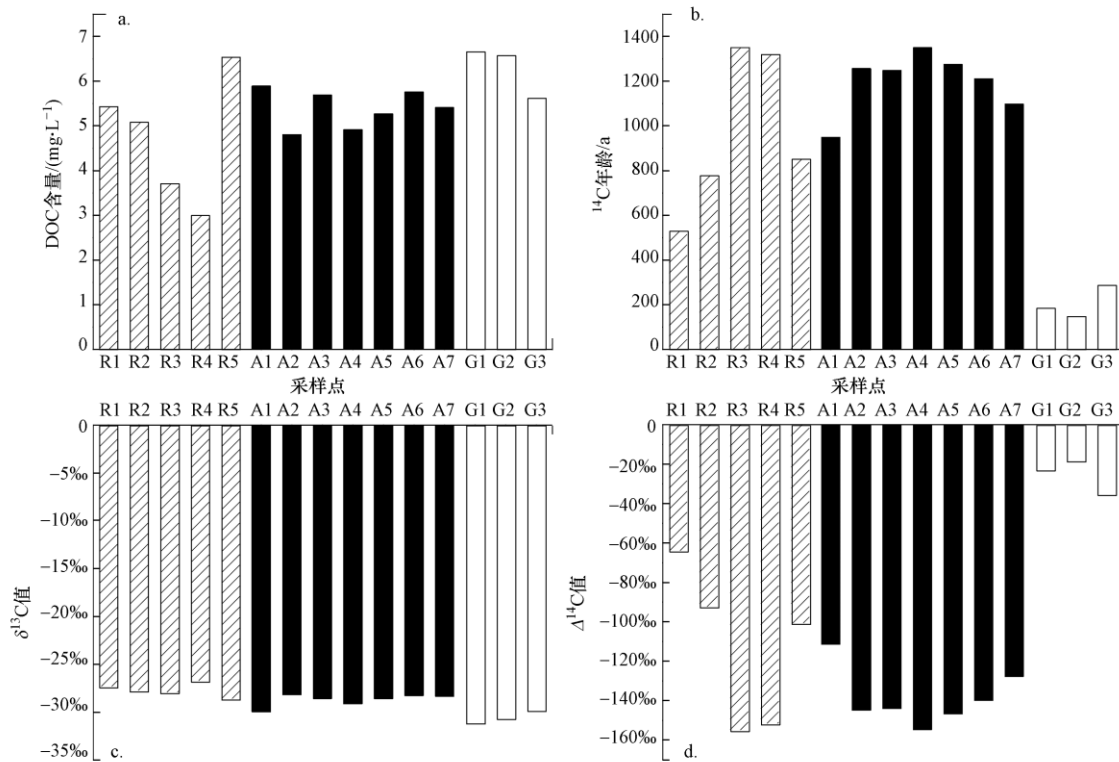 a.
7
6
5
4
3
2
1
0
DOC含量/(mg·L⁻¹)
R1 R2 R3 R4 R5 A1 A2 A3 A4 A5 A6 A7 G1 G2 G3
采样点
b.
1400
1200
1000
800
600
400
200
0
¹⁴C年龄/a
R1 R2 R3 R4 R5 A1 A2 A3 A4 A5 A6 A7 G1 G2 G3
采样点
R1 R2 R3 R4 R5 A1 A2 A3 A4 A5 A6 A7 G1 G2 G3
0
−5‰
−10‰
−15‰
−20‰
−25‰
−30‰
−35‰
δ¹³C值
c.
R1 R2 R3 R4 R5 A1 A2 A3 A4 A5 A6 A7 G1 G2 G3
0
−20‰
−40‰
−60‰
−80‰
−100‰
−120‰
−140‰
−160‰
Δ¹⁴C值
d.